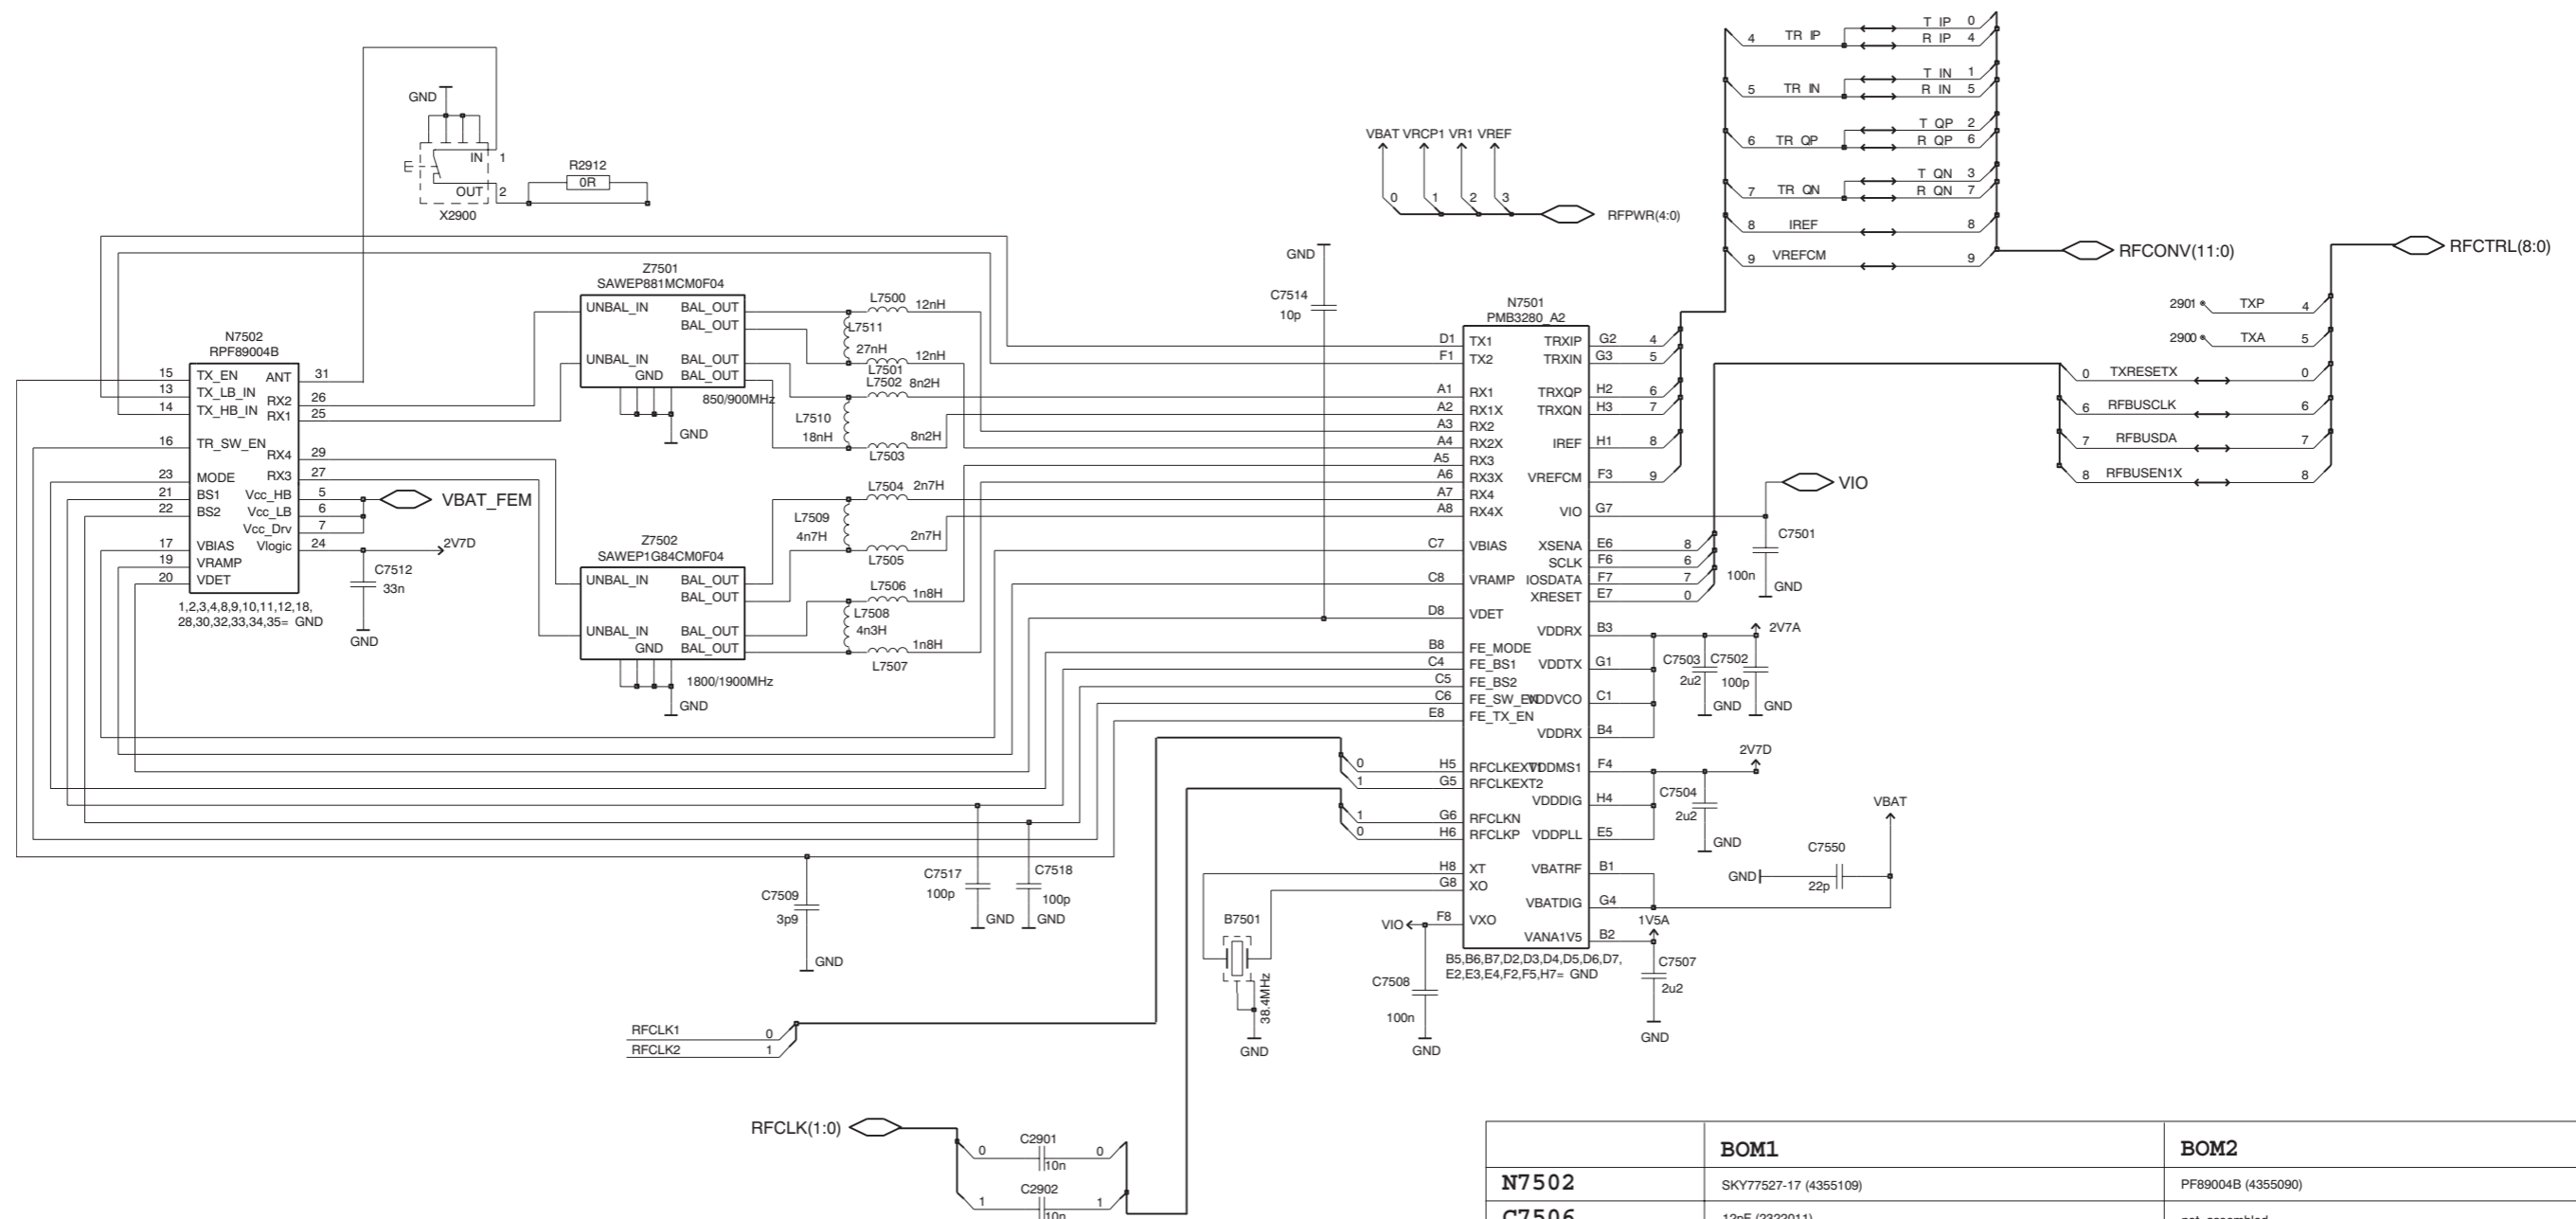 GND
IN 1
OUT 2
X2900
R2912
0R
VBAT VRCP1 VR1 VREF
0 1 2 3
RFPWR(4:0)
4 TR IP
T IP 0
R IP 4
5 TR IN
T IN 1
R IN 5
6 TR QP
T QP 2
R QP 6
7 TR QN
T QN 3
R QN 7
8 IREF 8
9 VREFCM 9
RFCONV(11:0)
RFCTRL(8:0)
2901 TXP 4
2900 TXA 5
0 TXRESETX 0
6 RFBUSCLK 6
7 RFBUSDA 7
8 RFBUSEN1X 8
N7502
RPF89004B
15 TX_EN
13 TX_LB_IN
14 TX_HB_IN
16 TR_SW_EN
23 MODE
21 BS1
22 BS2
17 VBIAS
19 VRAMP
20 VDET
ANT 31
RX2 26
RX1 25
RX4 29
RX3 27
Vcc_HB 5
Vcc_LB 6
Vcc_Drv 7
Vlogic 24
1,2,3,4,8,9,10,11,12,18,
28,30,32,33,34,35= GND
VBAT_FEM
2V7D
C7512
33n
GND
Z7501
SAWEP881MCM0F04
UNBAL_IN BAL_OUT
BAL_OUT
UNBAL_IN BAL_OUT
GND BAL_OUT
850/900MHz
GND
Z7502
SAWEP1G84CM0F04
UNBAL_IN BAL_OUT
BAL_OUT
UNBAL_IN BAL_OUT
GND BAL_OUT
1800/1900MHz
GND
L7500 12nH
L7511
27nH
12nH
L7501
L7502 8n2H
L7510
18nH
8n2H
L7503
L7504 2n7H
L7509
4n7H
2n7H
L7505
L7506
1n8H
L7508
4n3H
1n8H
L7507
GND
C7514
10p
N7501
PMB3280_A2
D1 TX1
F1 TX2
A1 RX1
A2 RX1X
A3 RX2
A4 RX2X
A5 RX3
A6 RX3X
A7 RX4
A8 RX4X
C7 VBIAS
C8 VRAMP
D8 VDET
B8 FE_MODE
C4 FE_BS1
C5 FE_BS2
C6 FE_SW_EN
E8 FE_TX_EN
0 H5 RFCLKEXT1
1 G5 RFCLKEXT2
1 G6 RFCLKN
0 H6 RFCLKP
H8 XT
G8 XO
VIO F8 VXO
TRXIP G2 4
TRXIN G3 5
TRXQP H2 6
TRXQN H3 7
IREF H1 8
VREFCM F3 9
VIO G7
XSENA E6 8
SCLK F6 6
IOSDATA F7 7
XRESET E7 0
VDDRX B3
VDDTX G1
VDDVCO C1
VDDRX B4
VDDMS1 F4
VDDDIG H4
VDDPLL E5
VBATRF B1
VBATDIG G4
VANA1V5 B2
B5,B6,B7,D2,D3,D4,D5,D6,D7,
E2,E3,E4,F2,F5,H7= GND
VIO
C7501
100n
GND
2V7A
C7503 C7502
2u2 100p
GND GND
2V7D
C7504
2u2
GND
VBAT
C7550
GND 22p
1V5A
C7507
2u2
GND
C7509
3p9
GND
C7517
100p
GND
C7518
100p
GND
B7501
38.4MHz
GND
C7508
100n
GND
RFCLK1 0
RFCLK2 1
RFCLK(1:0)
0 C2901 0
10n
1 C2902 1
10n
BOM1 BOM2
N7502 SKY77527-17 (4355109) PF89004B (4355090)
C7506 12pF (2322011) not assembled